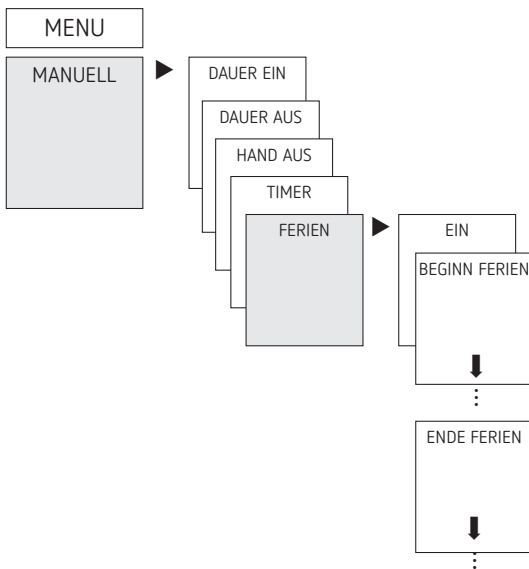 MENU
MANUELL
DAUER EIN
DAUER AUS
HAND AUS
TIMER
FERIEN
EIN
BEGINN FERIEN
ENDE FERIEN